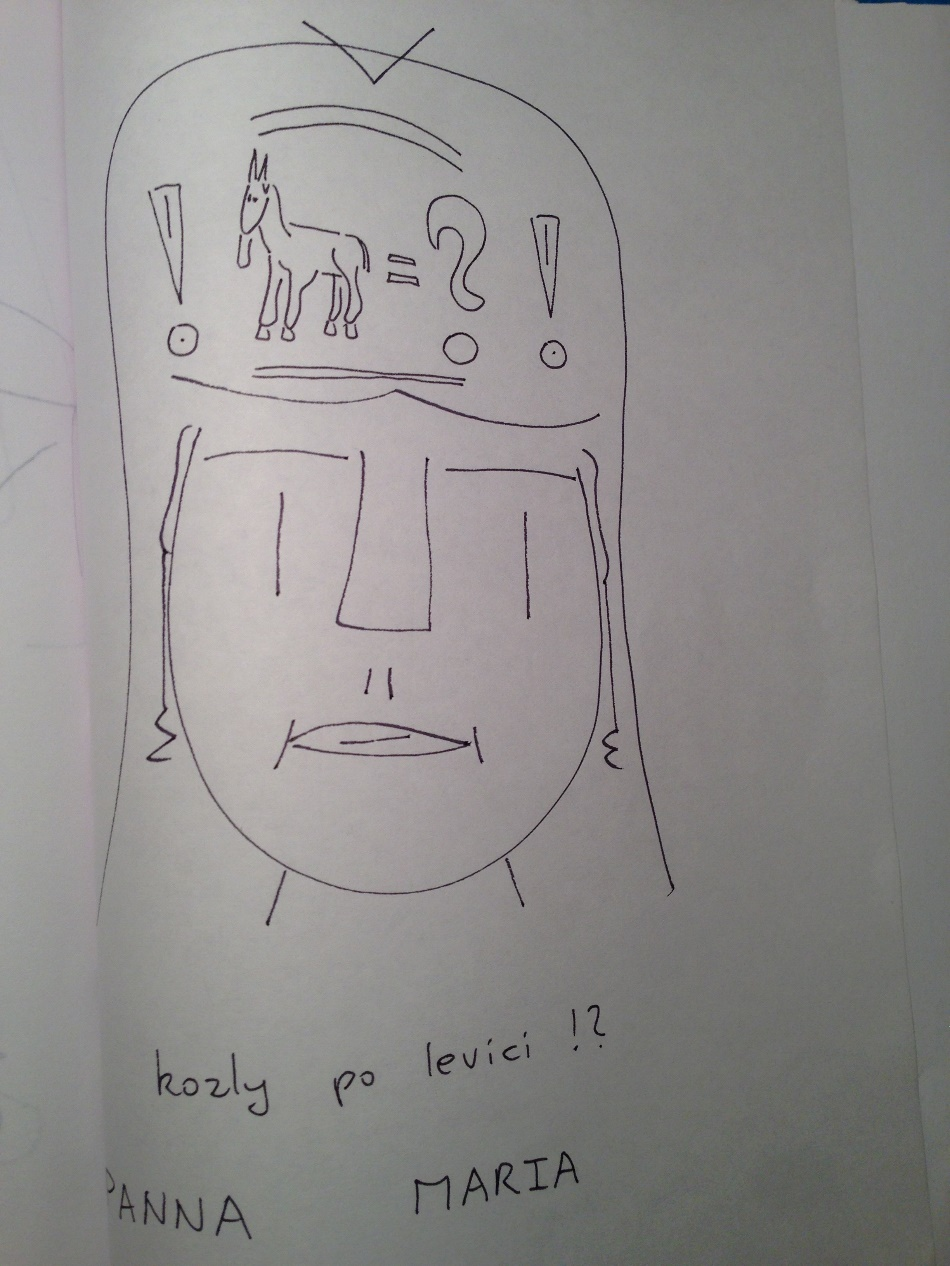 ! = ? !
kozly po levici !?
PANNA MARIA